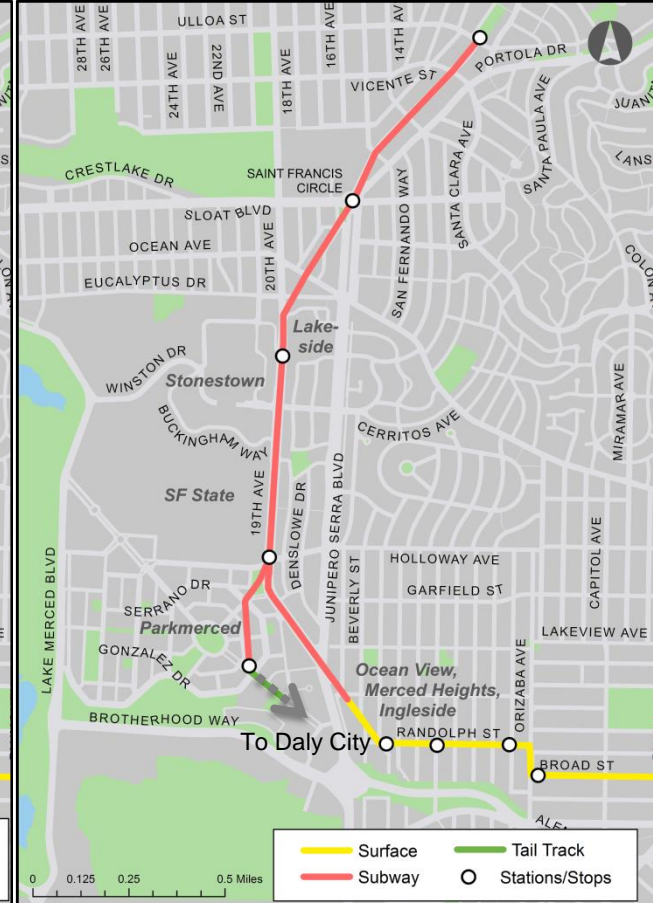 ULLOA ST
28TH AVE
26TH AVE
24TH AVE
22ND AVE
18TH AVE
16TH AVE
14TH AV
PORTOLA DR
VICENTE ST
JUANIT
SANTA PAULA AVE
LANS
SANTA CLARA AVE
CRESTLAKE DR
SAINT FRANCIS
CIRCLE
SLOAT BLVD
SAN FERNANDO WAY
OCEAN AVE
20TH AVE
EUCALYPTUS DR
COLON A
Lake-
side
WINSTON DR
Stonestown
BUCKINGHAM WAY
CERRITOS AVE
MIRAMAR AVE
SF State
19TH AVE
DENSLOWE DR
JUNIPERO SERRA BLVD
BEVERLY ST
HOLLOWAY AVE
CAPITOL AVE
GARFIELD ST
LAKE MERCED BLVD
SERRANO DR
Parkmerced
LAKEVIEW AVE
GONZALEZ DR
Ocean View,
Merced Heights,
Ingleside
ORIZABA AVE
BROTHERHOOD WAY
To Daly City
RANDOLPH ST
BROAD ST
ALEM
Surface
Tail Track
Subway
Stations/Stops
0 0.125 0.25 0.5 Miles